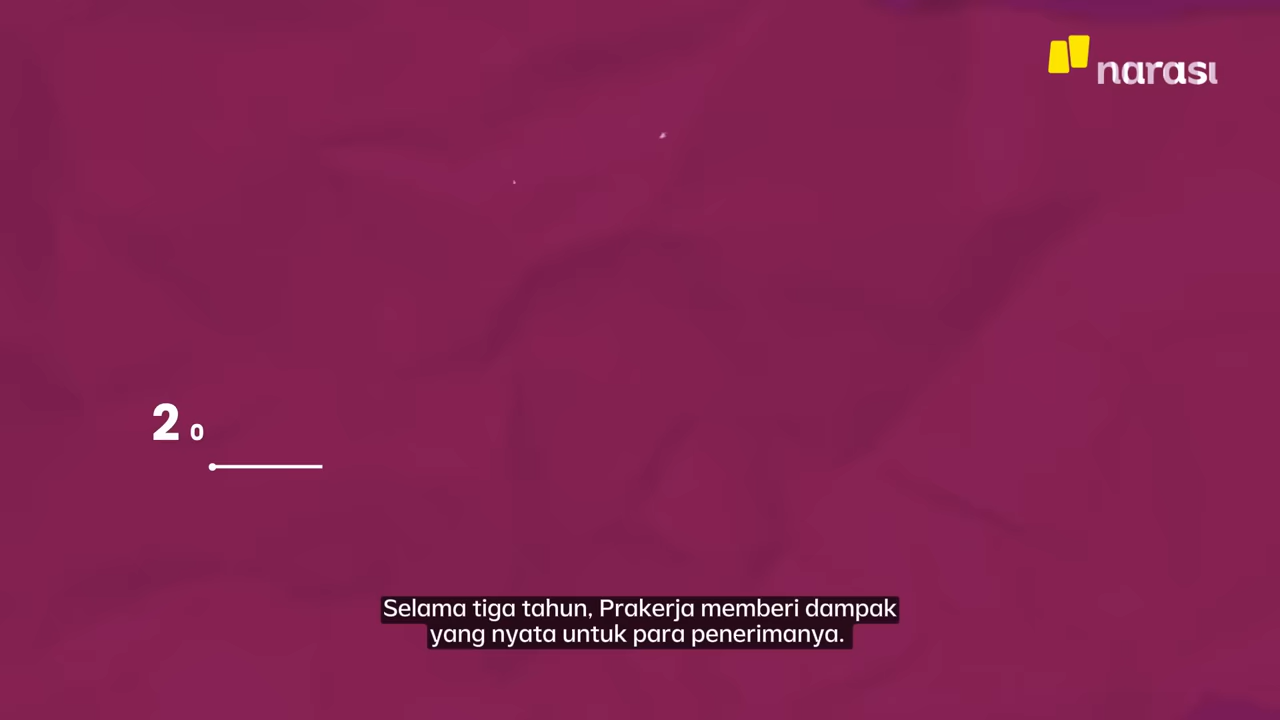 narasi
2 0
Selama tiga tahun, Prakerja memberi dampak
yang nyata untuk para penerimanya.